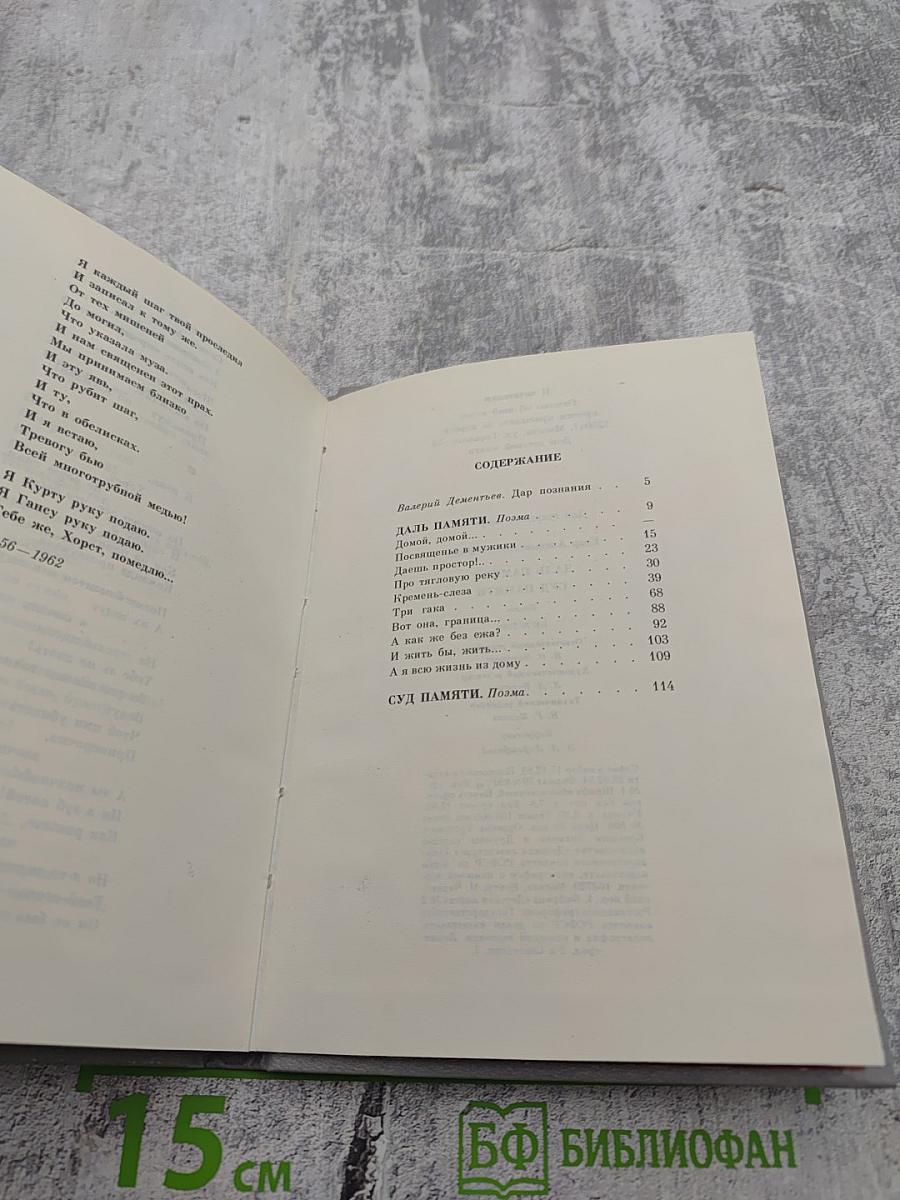 Я каждый шаг твой проследил
И записал к тому же.
От тех мишеней
До могил,
Что указала муза.
И нам священен этот прах.
Мы принимаем близко
И эту явь,
Что рубит шаг,
И ту,
Что в обелисках.
И я встаю,
Тревогу бью
Всей многотрубной медью!
Я Курту руку подаю.
Я Гансу руку подаю.
Тебе же, Хорст, помедлю...
56—1962
СОДЕРЖАНИЕ
Валерий Дементьев. Дар познания . . 5
ДАЛЬ ПАМЯТИ. Поэма . . . . . . 9
Домой, домой... . . . . . . . —
Посвященье в мужики . . . . . 15
Даешь простор!.. . . . . . . 23
Про тягловую реку . . . . . . 30
Кремень-слеза . . . . . . . 39
Три гака . . . . . . . . 68
Вот она, граница... . . . . . . 88
А как же без ежа? . . . . . . 92
И жить бы, жить... . . . . . . 103
А я всю жизнь из дому . . . . . 109
СУД ПАМЯТИ. Поэма. . . . . . . 114
15 см
БФ БИБЛИОФАН